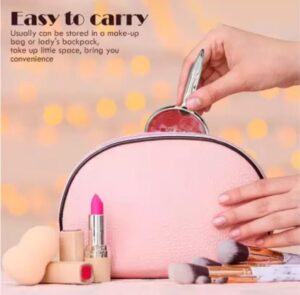 Easy to carry
Usually can be stored in a make-up
bag or lady's backpack,
take up little space, bring you
convenience